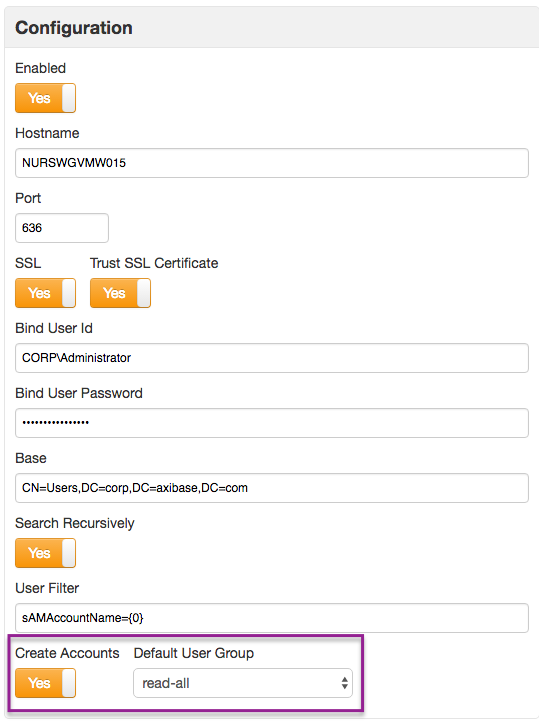 Configuration
Enabled
Yes
Hostname
NURSWGVMW015
Port
636
SSL Trust SSL Certificate
Yes Yes
Bind User Id
CORP\Administrator
Bind User Password
••••••••••••••••
Base
CN=Users,DC=corp,DC=axibase,DC=com
Search Recursively
Yes
User Filter
sAMAccountName={0}
Create Accounts Default User Group
Yes read-all